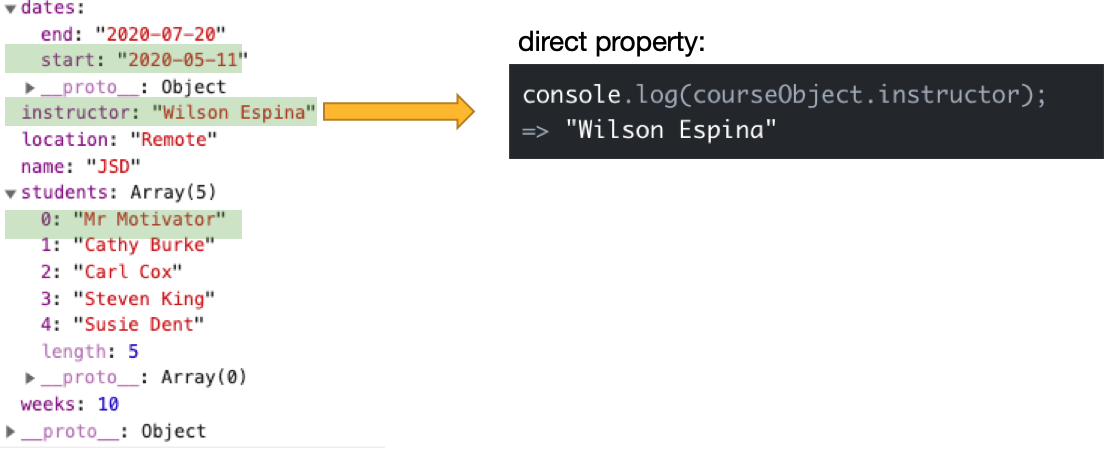 dates:
end: "2020-07-20"
start: "2020-05-11"
__proto__: Object
instructor: "Wilson Espina"
location: "Remote"
name: "JSD"
students: Array(5)
0: "Mr Motivator"
1: "Cathy Burke"
2: "Carl Cox"
3: "Steven King"
4: "Susie Dent"
length: 5
__proto__: Array(0)
weeks: 10
__proto__: Object
direct property:
console.log(courseObject.instructor);
=> "Wilson Espina"